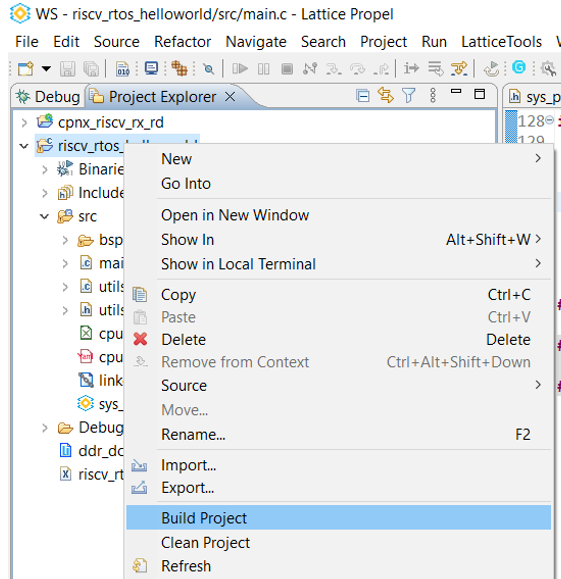 WS - riscv_rtos_helloworld/src/main.c - Lattice Propel
File Edit Source Refactor Navigate Search Project Run LatticeTools Window
Debug Project Explorer sys_p
cpnx_riscv_rx_rd 128
riscv_rtos_helloworld 129
Binarie
Include
src
bsp
mai
utils
utils
cpu
cpu
link
sys_
Debug
ddr_dc
riscv_rt
New
Go Into
Open in New Window
Show In Alt+Shift+W
Show in Local Terminal
Copy Ctrl+C
Paste Ctrl+V
Delete Delete
Remove from Context Ctrl+Alt+Shift+Down
Source
Move...
Rename... F2
Import...
Export...
Build Project
Clean Project
Refresh
#
#
#